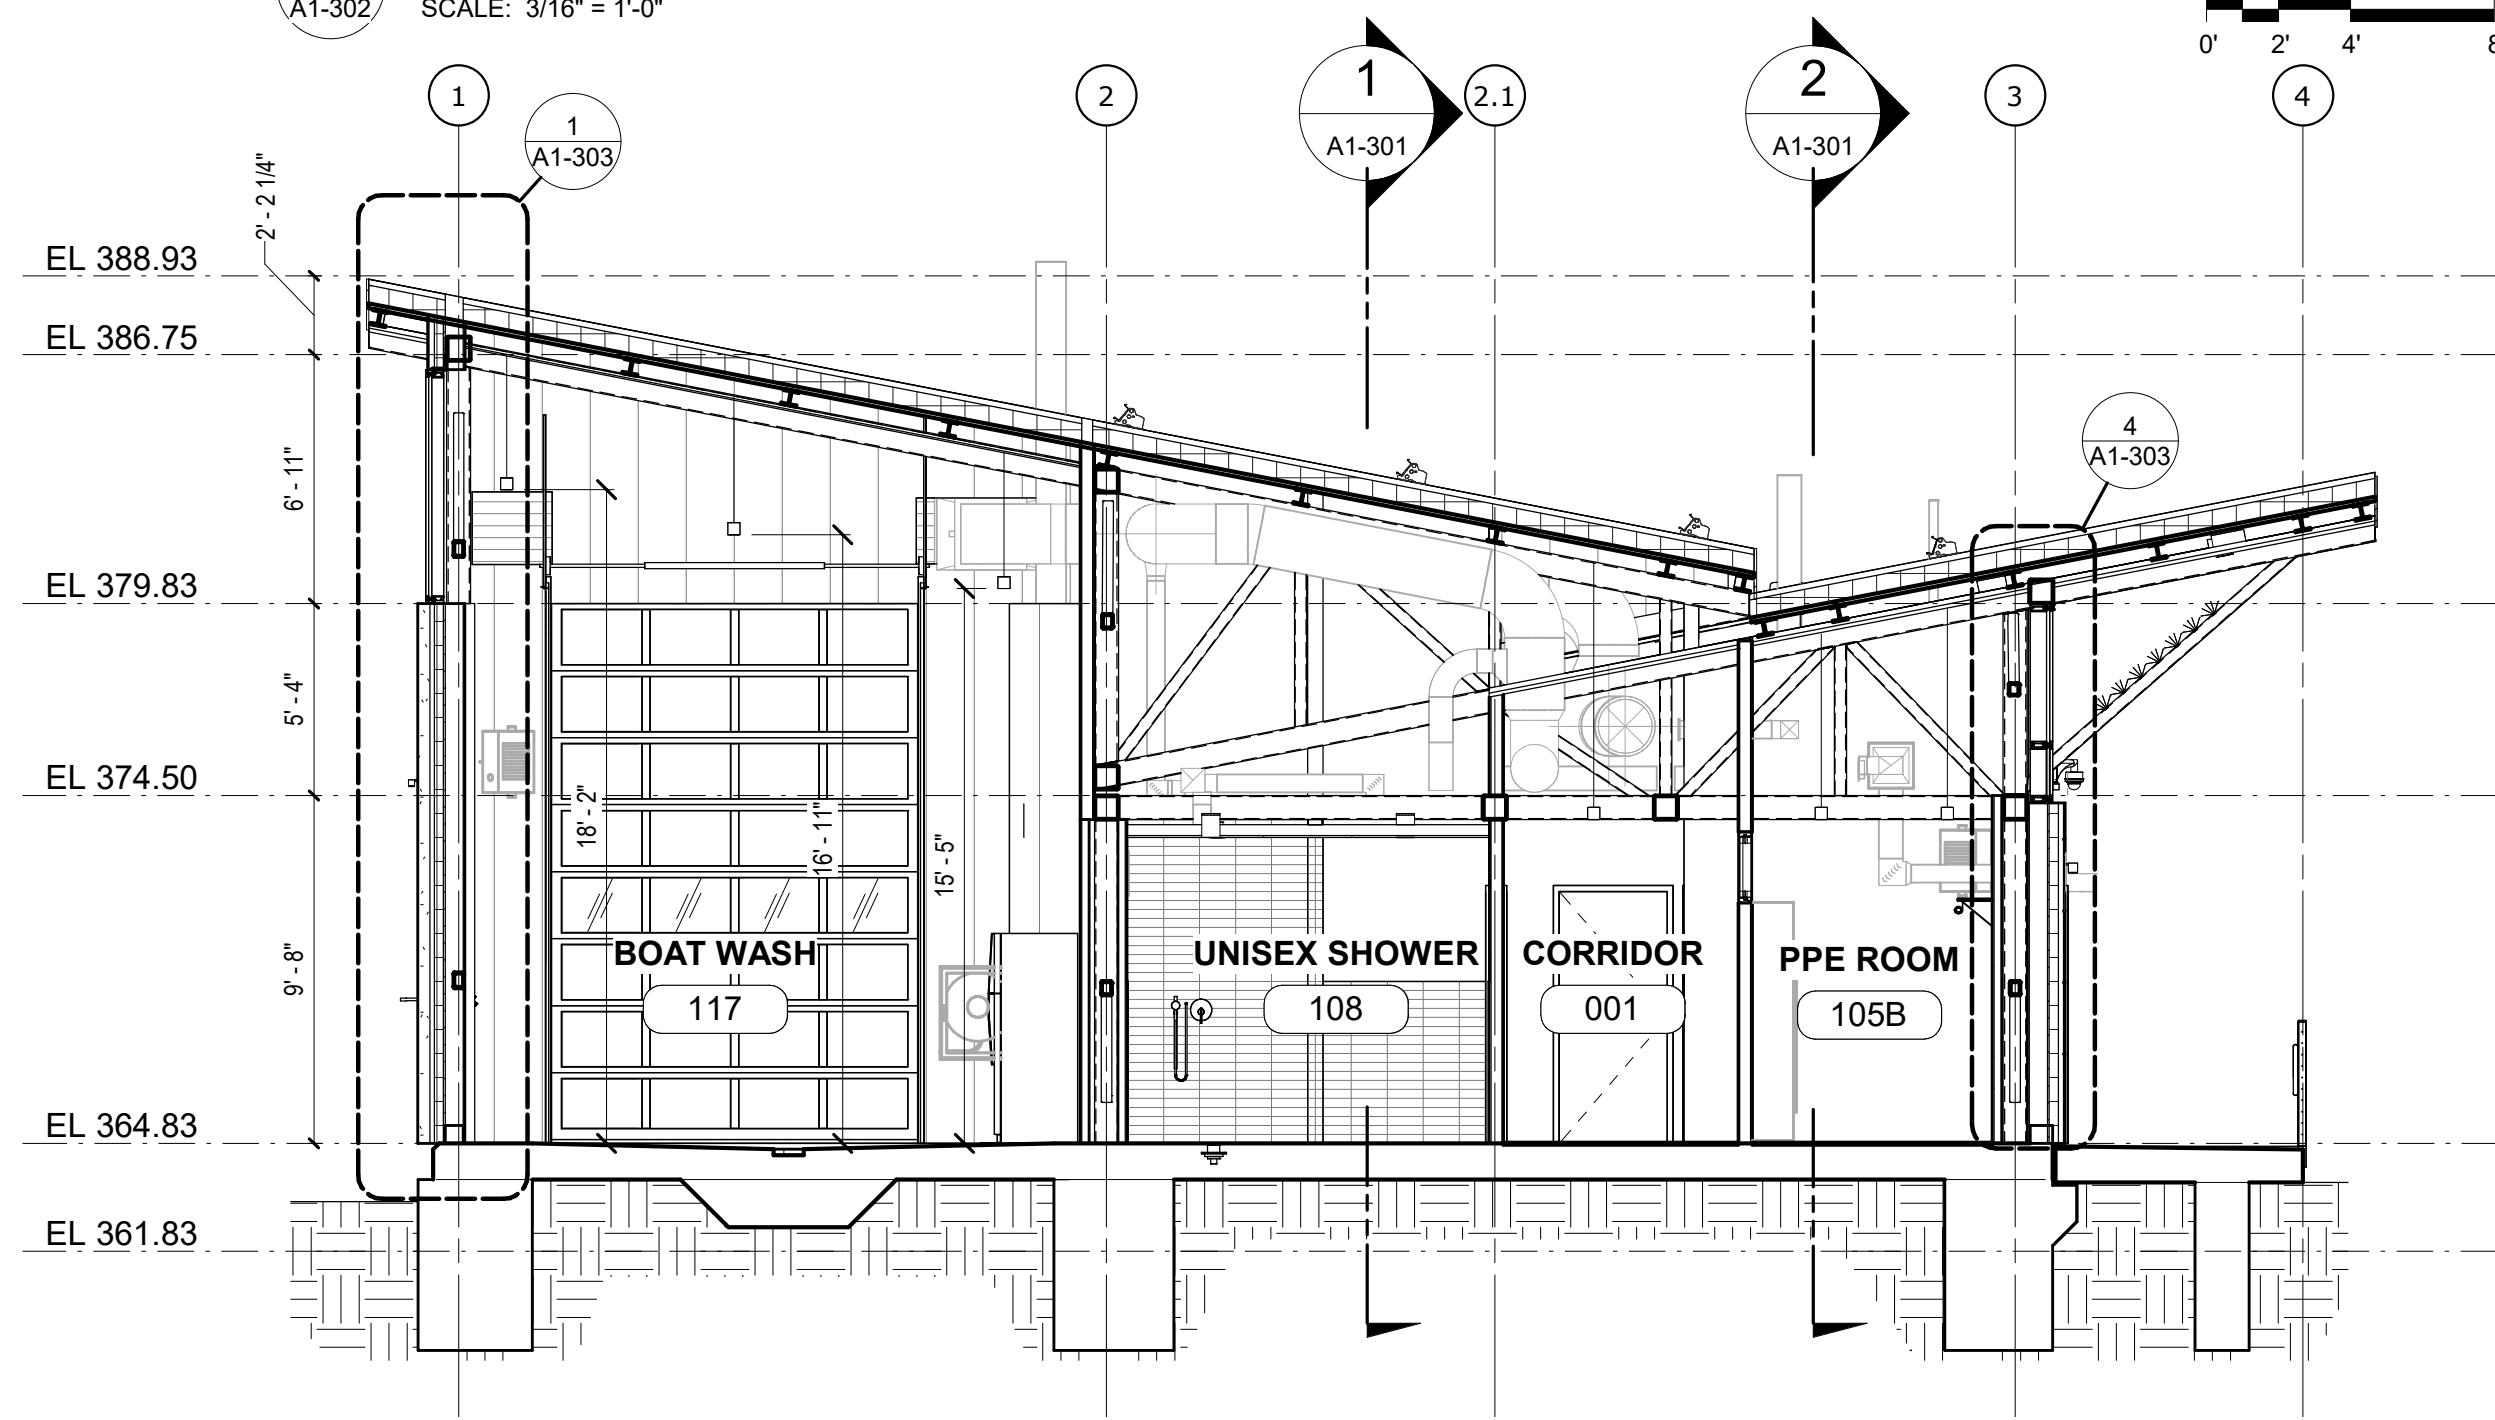 A1-302
SCALE: 3/16" = 1'-0"
0' 2' 4' 8
1
2
2.1
3
4
1
A1-303
1
A1-301
2
A1-301
4
A1-303
2' - 2 1/4"
EL 388.93
EL 386.75
6' - 11"
EL 379.83
5' - 4"
EL 374.50
9' - 8"
EL 364.83
EL 361.83
18' - 2"
16' - 11"
15' - 5"
BOAT WASH
117
UNISEX SHOWER
108
CORRIDOR
001
PPE ROOM
105B